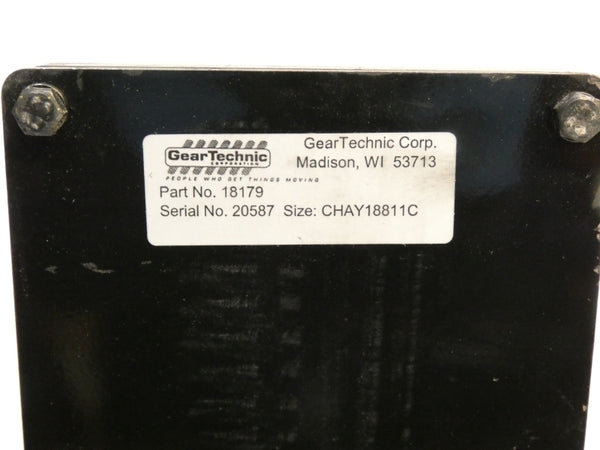 GearTechnic
CORPORATION
PEOPLE WHO GET THINGS MOVING
GearTechnic Corp.
Madison, WI 53713
Part No. 18179
Serial No. 20587 Size: CHAY18811C